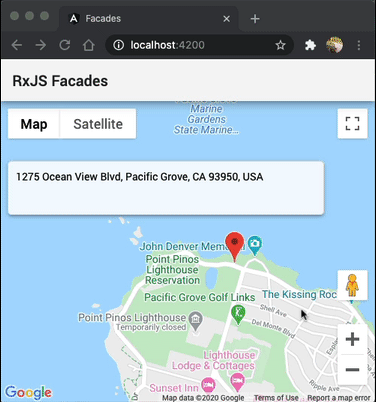 Facades
localhost:4200
RxJS Facades
Marine
Gardens
State Marine...
Map
Satellite
1275 Ocean View Blvd, Pacific Grove, CA 93950, USA
John Denver Mem
Point Pinos
Lighthouse
Reservation
The Kissing Roc
Pacific Grove Golf Links
Shell Ave
Point Pinos Lighthouse
Temporarily closed
Del Monte Blvd
Lighthouse
Lodge & Cottages
Sunset Inn
Google
Map data ©2020 Google
Terms of Use
Report a map error